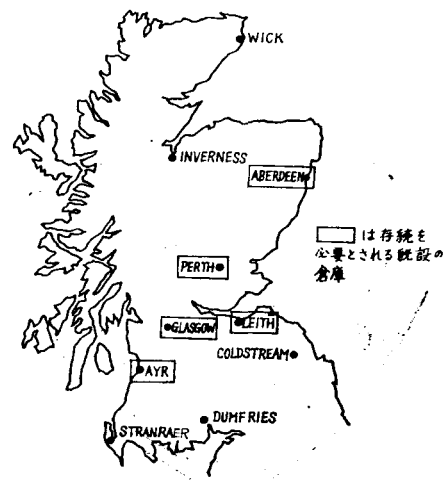 WICK
INVERNESS
ABERDEEN
は存続を
必要とされる既設の
倉庫
PERTH
GLASGOW
LEITH
COLDSTREAM
AYR
DUMFRIES
STRANRAER